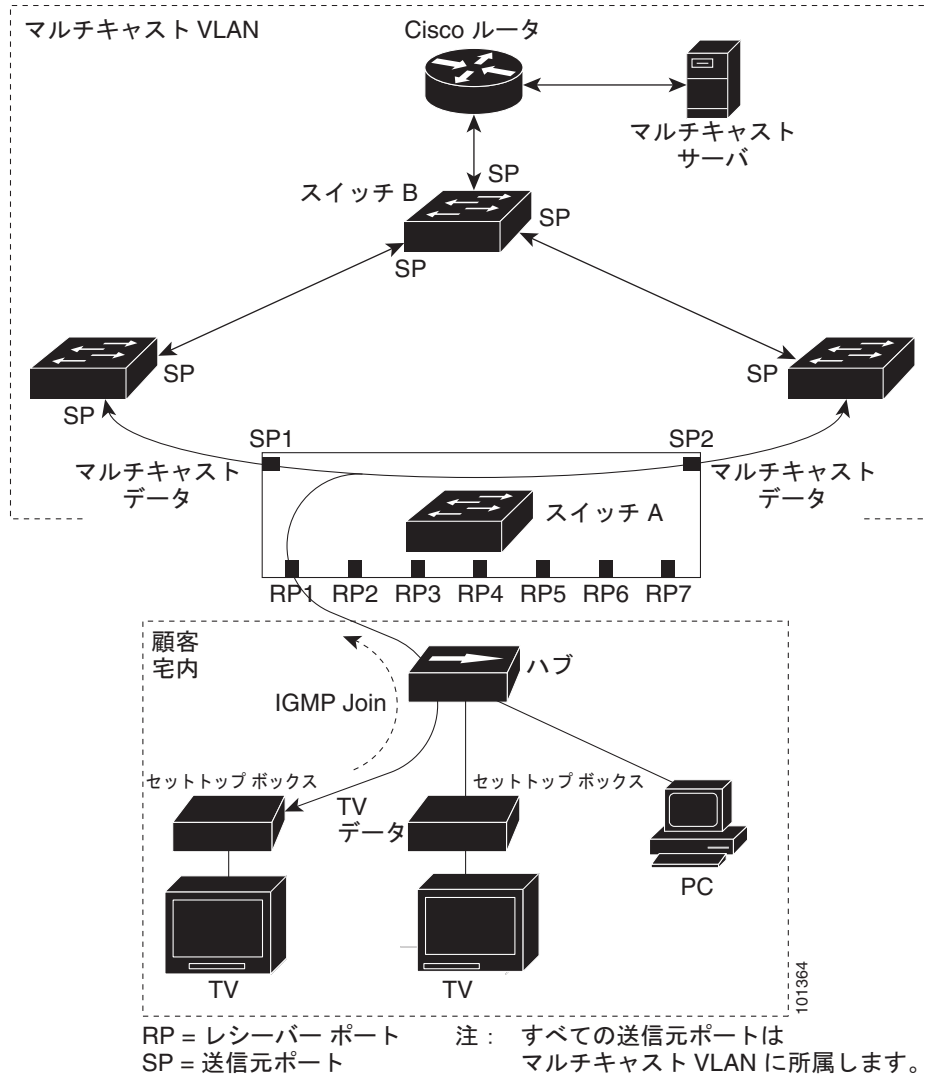 マルチキャスト VLAN
Cisco ルータ
マルチキャスト
サーバ
SP
スイッチ B
SP
SP
SP
SP
SP
SP1
SP2
マルチキャスト
データ
マルチキャスト
データ
スイッチ A
RP1 RP2 RP3 RP4 RP5 RP6 RP7
顧客
宅内
ハブ
IGMP Join
セットトップ ボックス
セットトップ ボックス
TV
データ
PC
TV
TV
101364
RP = レシーバー ポート
SP = 送信元ポート
注 : すべての送信元ポートは
マルチキャスト VLAN に所属します。